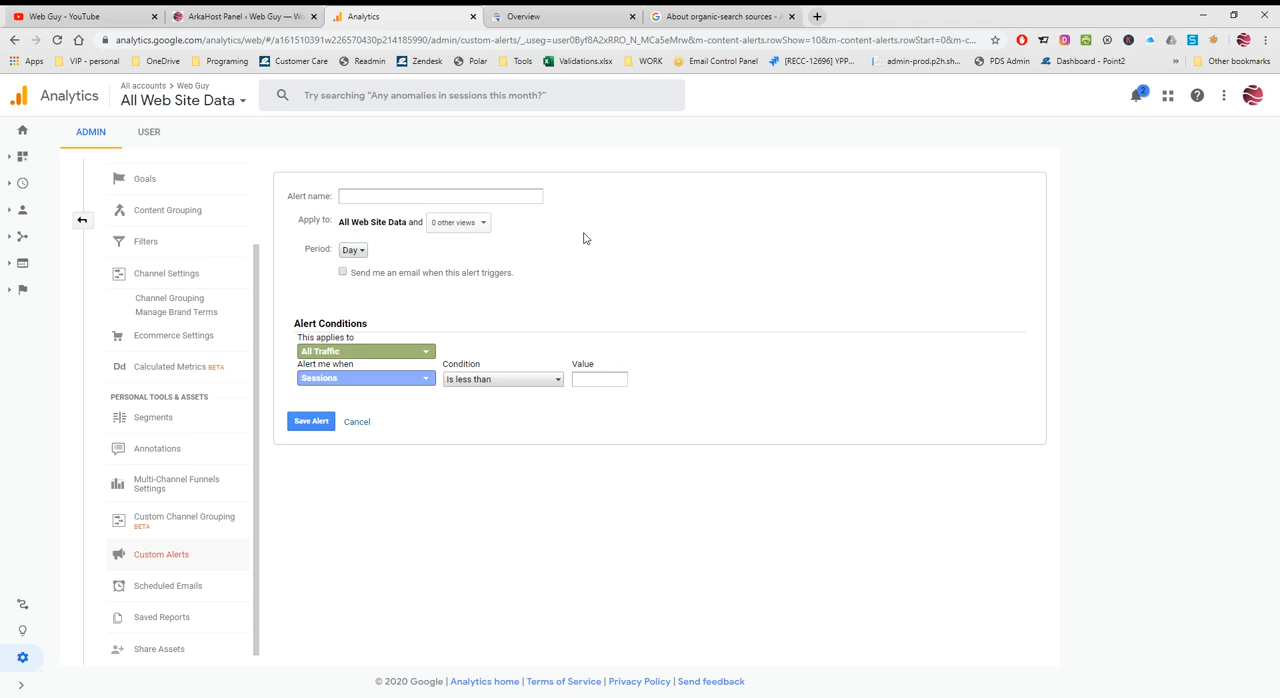 Web Guy - YouTube
ArkaHost Panel ‹ Web Guy — Wo
Analytics
Overview
About organic-search sources - A
analytics.google.com/analytics/web/#/a161510391w226570430p214185990/admin/custom-alerts/_.useg=user0Byf8A2xRRO_N_MCa5eMrw&m-content-alerts.rowShow=10&m-content-alerts.rowStart=0&m-c...
Apps
VIP - personal
OneDrive
Programing
Customer Care
Readmin
Zendesk
Polar
Tools
Validations.xlsx
WORK
Email Control Panel
[RECC-12696] YPP...
admin-prod.p2h.sh...
PDS Admin
Dashboard - Point2
»
Other bookmarks
Analytics
All accounts > Web Guy
All Web Site Data
Try searching "Any anomalies in sessions this month?"
2
ADMIN
USER
Goals
Content Grouping
Filters
Channel Settings
Channel Grouping
Manage Brand Terms
Ecommerce Settings
Dd Calculated Metrics BETA
PERSONAL TOOLS & ASSETS
Segments
Annotations
Multi-Channel Funnels
Settings
Custom Channel Grouping
BETA
Custom Alerts
Scheduled Emails
Saved Reports
Share Assets
Alert name:
Apply to: All Web Site Data and 0 other views
Period: Day
Send me an email when this alert triggers.
Alert Conditions
This applies to
All Traffic
Alert me when Condition Value
Sessions Is less than
Save Alert Cancel
© 2020 Google | Analytics home | Terms of Service | Privacy Policy | Send feedback